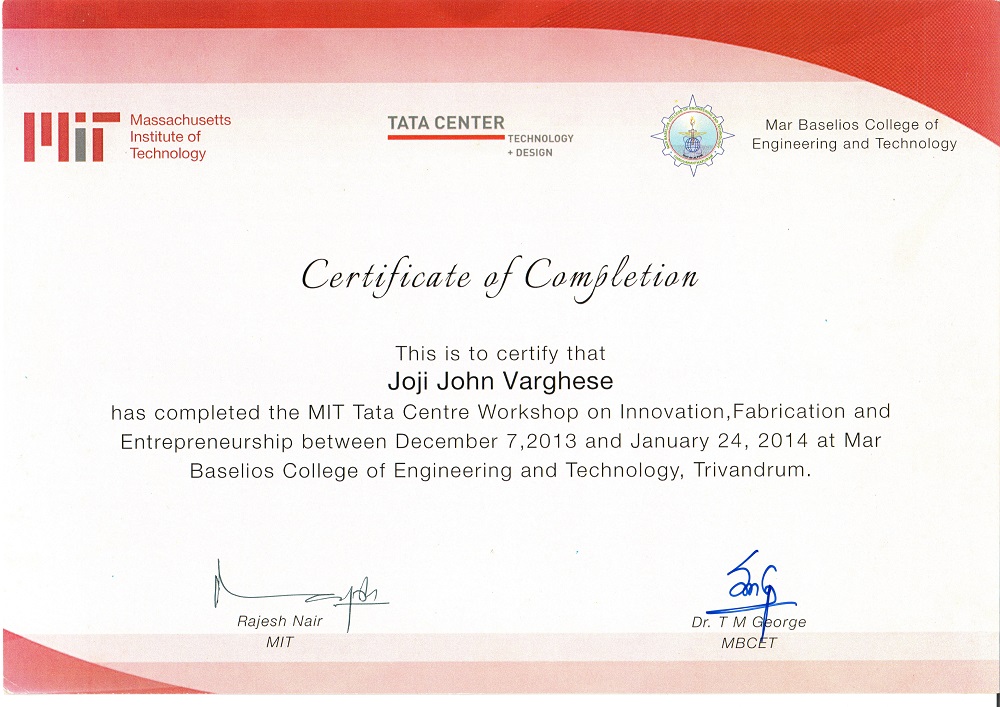 Massachusetts
Institute of
Technology
TATA CENTER
TECHNOLOGY
+ DESIGN
Mar Baselios College of
Engineering and Technology
Certificate of Completion
This is to certify that
Joji John Varghese
has completed the MIT Tata Centre Workshop on Innovation,Fabrication and
Entrepreneurship between December 7,2013 and January 24, 2014 at Mar
Baselios College of Engineering and Technology, Trivandrum.
Rajesh Nair
MIT
Dr. T M George
MBCET